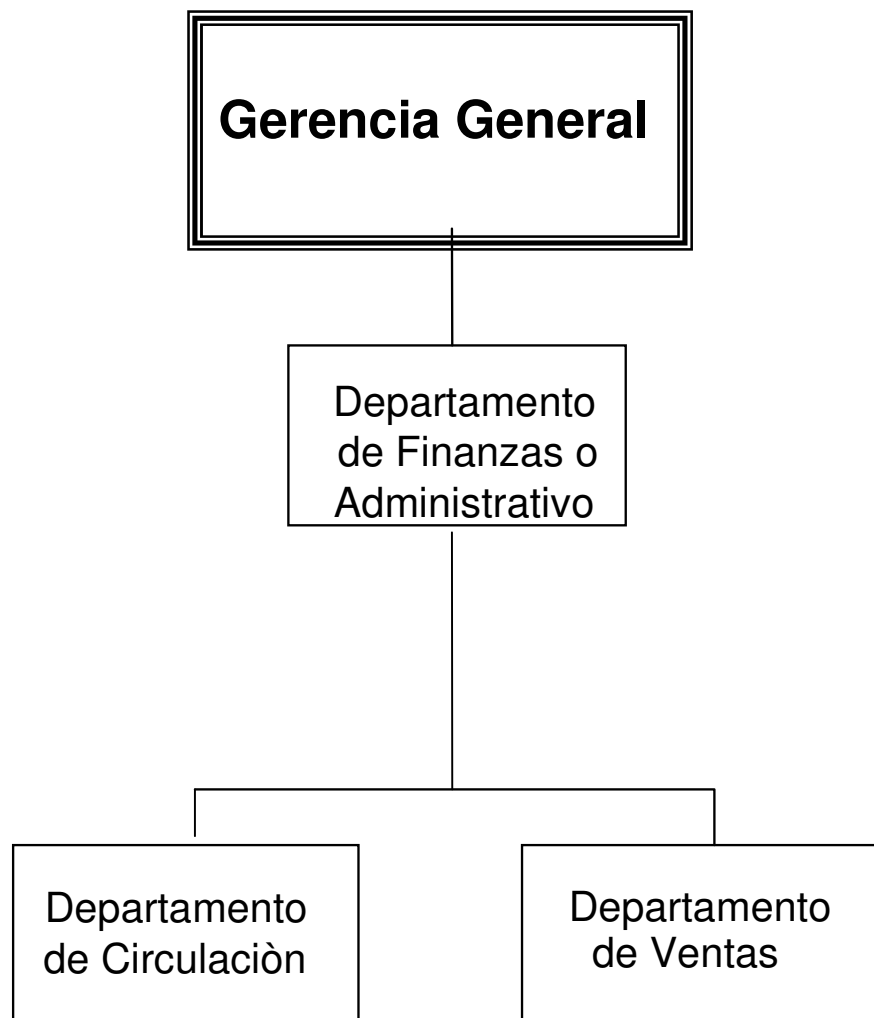 Gerencia General
Departamento
de Finanzas o
Administrativo
Departamento
de Circulaciòn
Departamento
de Ventas